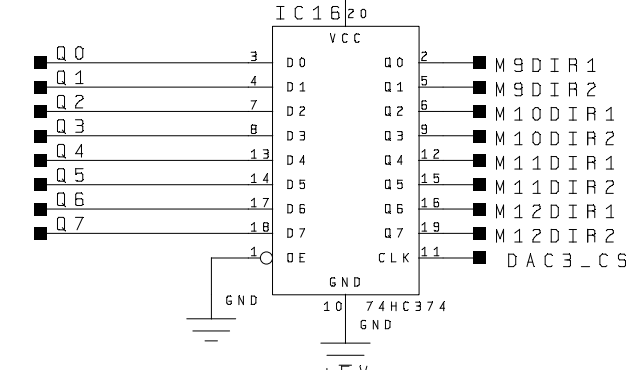 IC16 20
VCC
Q0 3 D0 Q0 2 M9DIR1
Q1 4 D1 Q1 5 M9DIR2
Q2 7 D2 Q2 6 M10DIR1
Q3 8 D3 Q3 9 M10DIR2
Q4 13 D4 Q4 12 M11DIR1
Q5 14 D5 Q5 15 M11DIR2
Q6 17 D6 Q6 16 M12DIR1
Q7 18 D7 Q7 19 M12DIR2
1 OE CLK 11 DAC3_CS
GND
GND
10 74HC374
GND